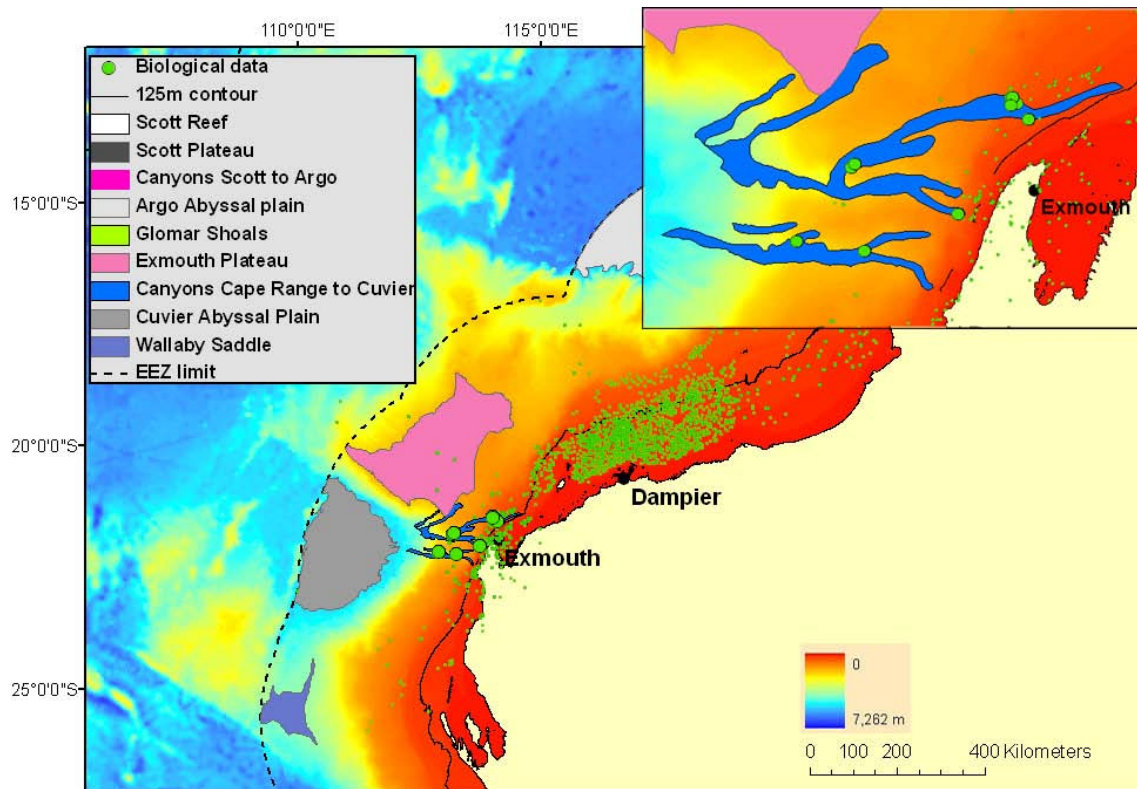 110°0'0"E
115°0'0"E
Biological data
125m contour
Scott Reef
Scott Plateau
Canyons Scott to Argo
Argo Abyssal plain
Glomar Shoals
Exmouth Plateau
Canyons Cape Range to Cuvier
Cuvier Abyssal Plain
Wallaby Saddle
EEZ limit
Exmouth
15°0'0"S
20°0'0"S
Dampier
Exmouth
25°0'0"S
0
7,262 m
0 100 200 400 Kilometers